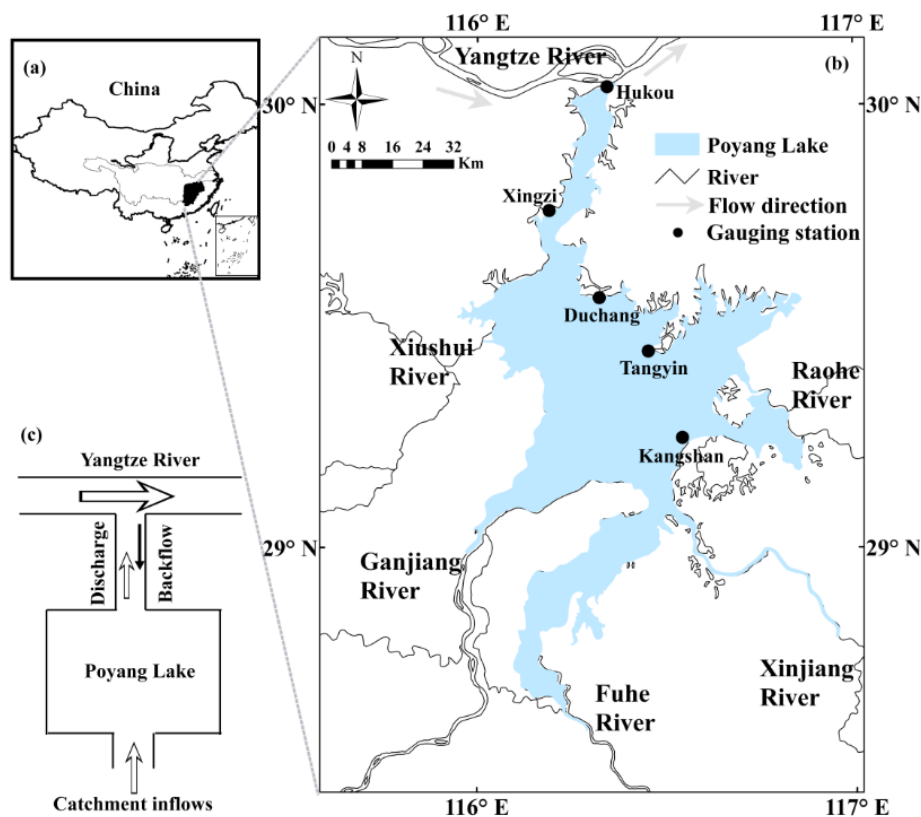 (a)
China
116° E
117° E
(b)
Yangtze River
N
Hukou
30° N
30° N
0 4 8 16 24 32
Km
Poyang Lake
River
Flow direction
Gauging station
Xingzi
Duchang
Tangyin
Xiushui
River
Raohe
River
Kangshan
(c)
Yangtze River
Discharge
Backflow
Poyang Lake
Catchment inflows
29° N
29° N
Ganjiang
River
Fuhe
River
Xinjiang
River
116° E
117° E